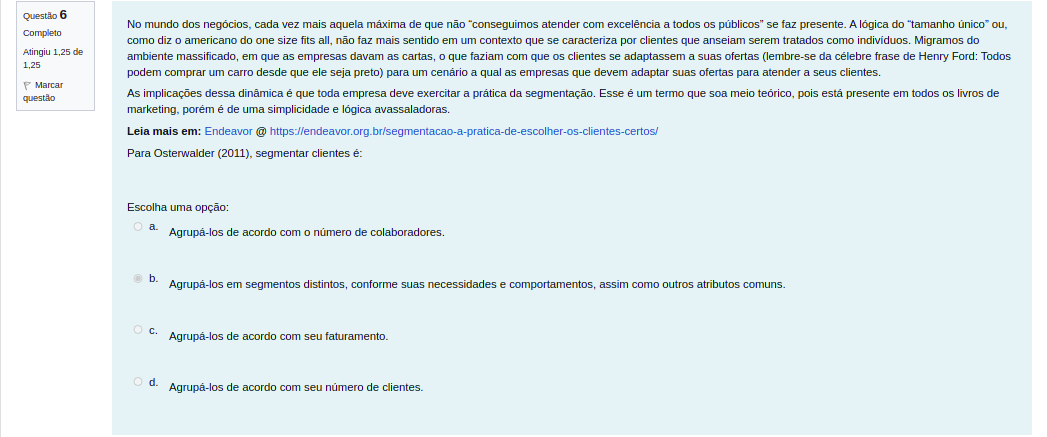 Questão 6
Completo
Atingiu 1,25 de
1,25
Marcar
questão
No mundo dos negócios, cada vez mais aquela máxima de que não “conseguimos atender com excelência a todos os públicos” se faz presente. A lógica do “tamanho único” ou,
como diz o americano do one size fits all, não faz mais sentido em um contexto que se caracteriza por clientes que anseiam serem tratados como indivíduos. Migramos do
ambiente massificado, em que as empresas davam as cartas, o que faziam com que os clientes se adaptassem a suas ofertas (lembre-se da célebre frase de Henry Ford: Todos
podem comprar um carro desde que ele seja preto) para um cenário a qual as empresas que devem adaptar suas ofertas para atender a seus clientes.
As implicações dessa dinâmica é que toda empresa deve exercitar a prática da segmentação. Esse é um termo que soa meio teórico, pois está presente em todos os livros de
marketing, porém é de uma simplicidade e lógica avassaladoras.
Leia mais em: Endeavor @ https://endeavor.org.br/segmentacao-a-pratica-de-escolher-os-clientes-certos/
Para Osterwalder (2011), segmentar clientes é:
Escolha uma opção:
a. Agrupá-los de acordo com o número de colaboradores.
b. Agrupá-los em segmentos distintos, conforme suas necessidades e comportamentos, assim como outros atributos comuns.
c. Agrupá-los de acordo com seu faturamento.
d. Agrupá-los de acordo com seu número de clientes.